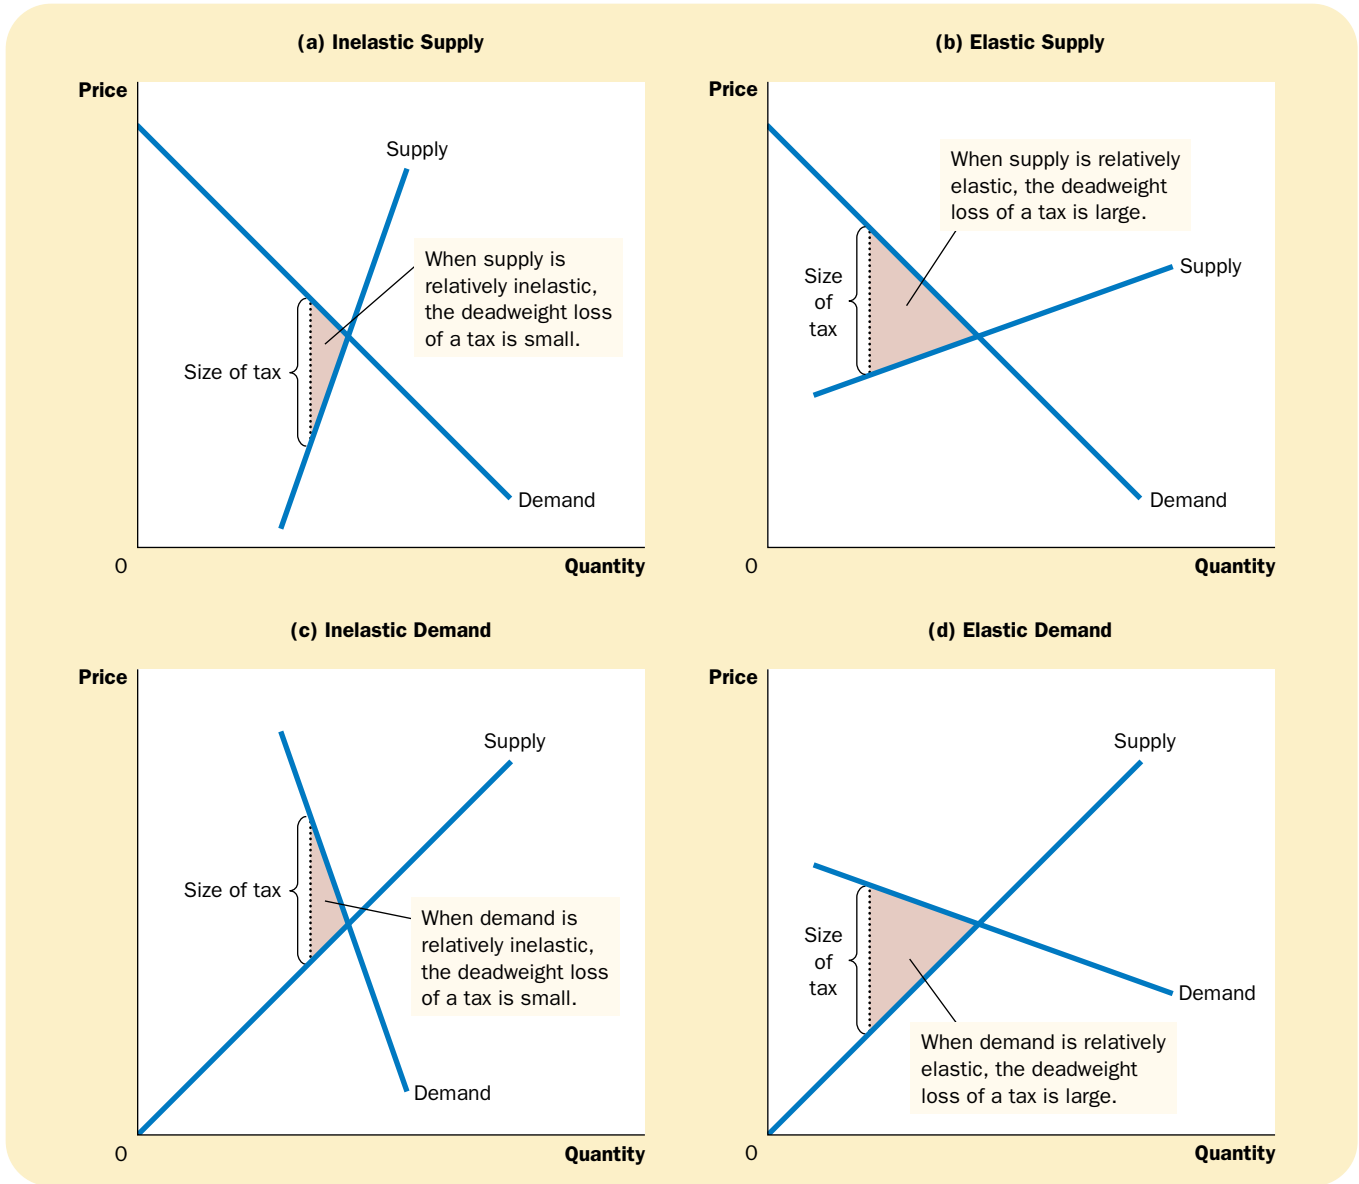 (a) Inelastic Supply
Price
Supply
When supply is
relatively inelastic,
the deadweight loss
of a tax is small.
Size of tax
Demand
0
Quantity
(b) Elastic Supply
Price
When supply is relatively
elastic, the deadweight
loss of a tax is large.
Size
of
tax
Supply
Demand
0
Quantity
(c) Inelastic Demand
Price
Supply
Size of tax
When demand is
relatively inelastic,
the deadweight loss
of a tax is small.
Demand
0
Quantity
(d) Elastic Demand
Price
Supply
Size
of
tax
Demand
When demand is relatively
elastic, the deadweight
loss of a tax is large.
0
Quantity